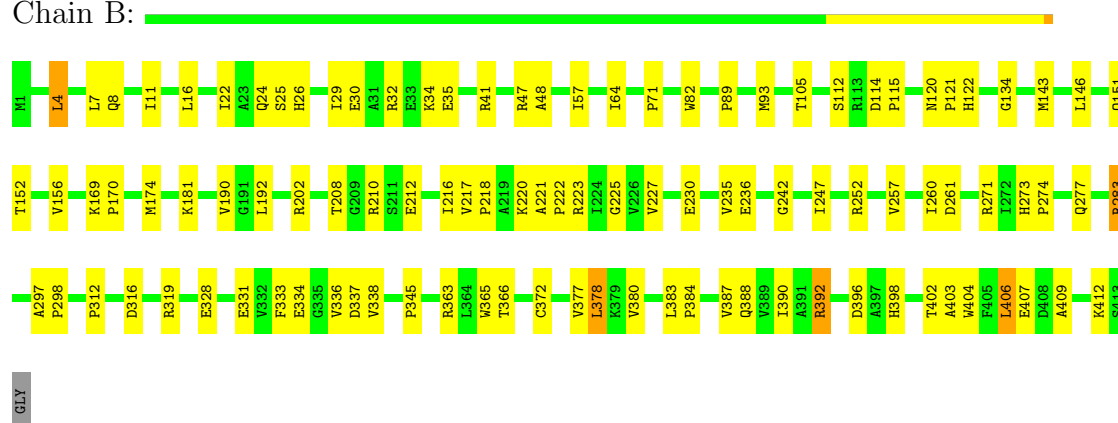 Chain B:
M1 L4 L7 Q8 I11 L16 I22 A23 Q24 S25 H26 I29 E30 A31 R32 E33 K34 E35 R41 R47 A48 I57 I64 P71 W82 P89 M93 T105 S112 R113 D114 P115 N120 P121 H122 G134 M143 L146
T152 V156 K169 P170 M174 K181 V190 G191 L192 R202 T208 G209 R210 S211 E212 I216 V217 P218 A219 K220 A221 P222 R223 I224 G225 V226 V227 E230 V235 E236 G242 I247 R252 V257 I260 D261 R271 I272 H273 P274 Q277
A297 P298 P312 D316 R319 E328 E331 V332 F333 E334 G335 V336 D337 V338 P345 R363 L364 W365 T366 C372 V377 L378 K379 V380 L383 P384 V387 Q388 V389 I390 A391 R392 D396 A397 H398 T402 A403 W404 F405 L406 E407 D408 A409 K412 S413
GLY